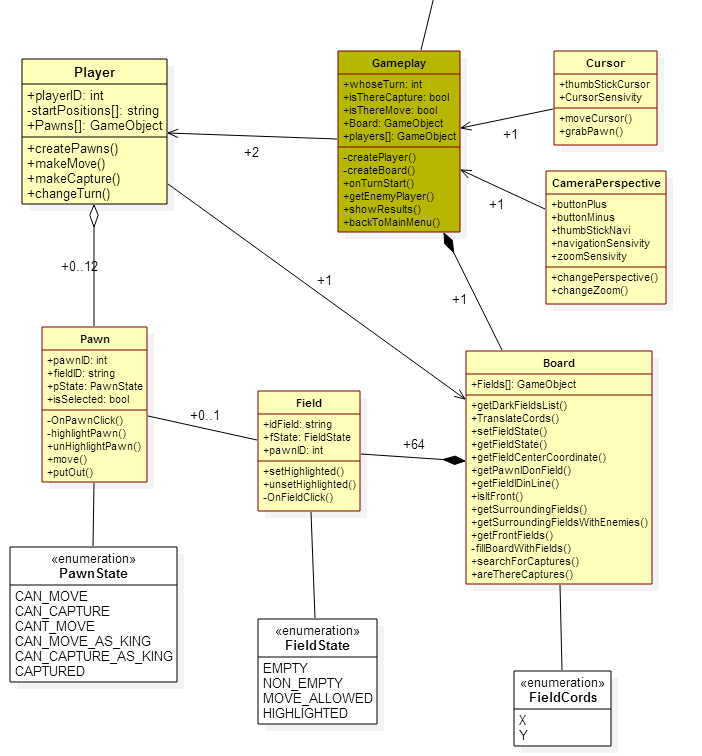 Player
+playerID: int
-startPositions[]: string
+Pawns[]: GameObject
+createPawns()
+makeMove()
+makeCapture()
+changeTurn()
Gameplay
+whoseTurn: int
+isThereCapture: bool
+isThereMove: bool
+Board: GameObject
+players[]: GameObject
-createPlayer()
-createBoard()
+onTurnStart()
+getEnemyPlayer()
+showResults()
+backToMainMenu()
Cursor
+thumbStickCursor
+CursorSensivity
+moveCursor()
+grabPawn()
CameraPerspective
+buttonPlus
+buttonMinus
+thumbStickNavi
+navigationSensivity
+zoomSensivity
+changePerspective()
+changeZoom()
+2
+1
+1
+1
+1
+0..12
Pawn
+pawnID: int
+fieldID: string
+pState: PawnState
+isSelected: bool
-OnPawnClick()
-highlightPawn()
+unHighlightPawn()
+move()
+putOut()
+0..1
Field
+idField: string
+fState: FieldState
+pawnID: int
+setHighlighted()
+unsetHighlighted()
-OnFieldClick()
+64
Board
+Fields[]: GameObject
+getDarkFieldsList()
+TranslateCords()
+setFieldState()
+getFieldState()
+getFieldCenterCoordinate()
+getPawnIDonField()
+getFieldIDinLine()
+isItFront()
+getSurroundingFields()
+getSurroundingFieldsWithEnemies()
+getFrontFields()
-fillBoardWithFields()
+searchForCaptures()
+areThereCaptures()
«enumeration»
PawnState
CAN_MOVE
CAN_CAPTURE
CANT_MOVE
CAN_MOVE_AS_KING
CAN_CAPTURE_AS_KING
CAPTURED
«enumeration»
FieldState
EMPTY
NON_EMPTY
MOVE_ALLOWED
HIGHLIGHTED
«enumeration»
FieldCords
X
Y